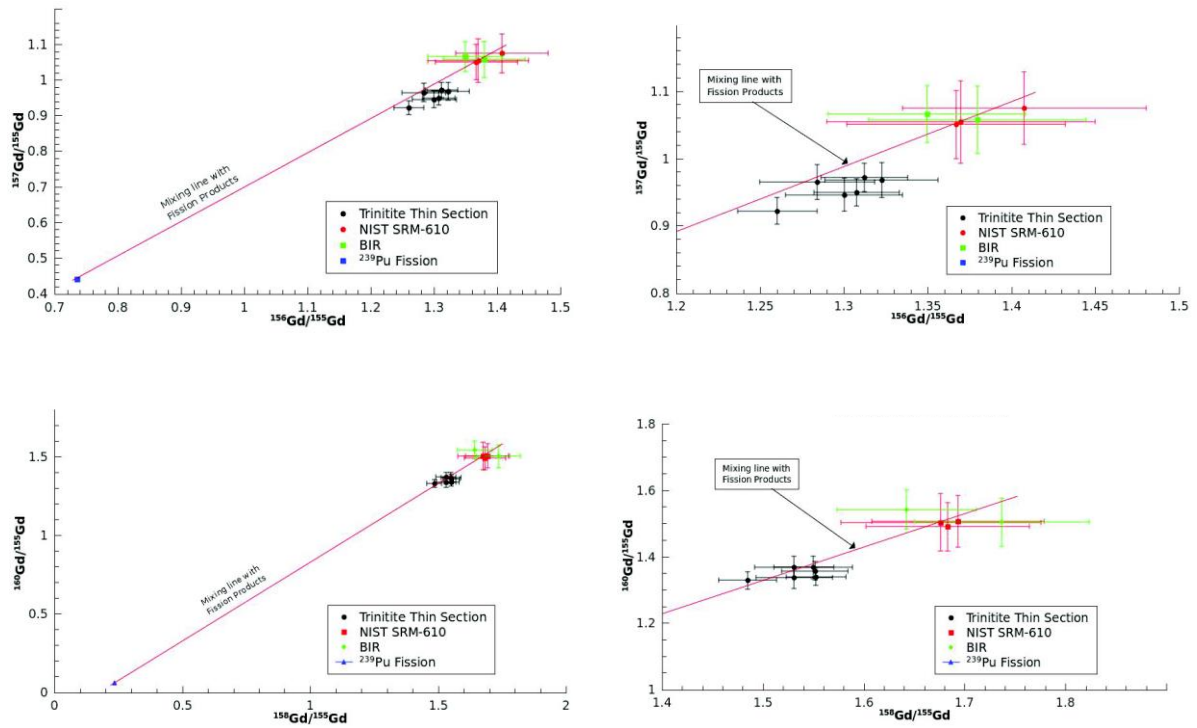 1.1
1
0.9
0.8
0.7
0.6
0.5
0.4
¹⁵⁷Gd/¹⁵⁵Gd
Mixing line with
Fission Products
Trinitite Thin Section
NIST SRM-610
BIR
²³⁹Pu Fission
0.7 0.8 0.9 1 1.1 1.2 1.3 1.4 1.5
¹⁵⁶Gd/¹⁵⁵Gd
1.2
1.1
1
0.9
0.8
¹⁵⁷Gd/¹⁵⁵Gd
Mixing line with
Fission Products
Trinitite Thin Section
NIST SRM-610
BIR
²³⁹Pu Fission
1.2 1.25 1.3 1.35 1.4 1.45 1.5
¹⁵⁶Gd/¹⁵⁵Gd
1.5
1
0.5
0
¹⁶⁰Gd/¹⁵⁵Gd
Mixing line with
Fission Products
Trinitite Thin Section
NIST SRM-610
BIR
²³⁹Pu Fission
0 0.5 1 1.5 2
¹⁵⁸Gd/¹⁵⁵Gd
1.8
1.6
1.4
1.2
1
¹⁶⁰Gd/¹⁵⁵Gd
Mixing line with
Fission Products
Trinitite Thin Section
NIST SRM-610
BIR
²³⁹Pu Fission
1.4 1.5 1.6 1.7 1.8
¹⁵⁸Gd/¹⁵⁵Gd